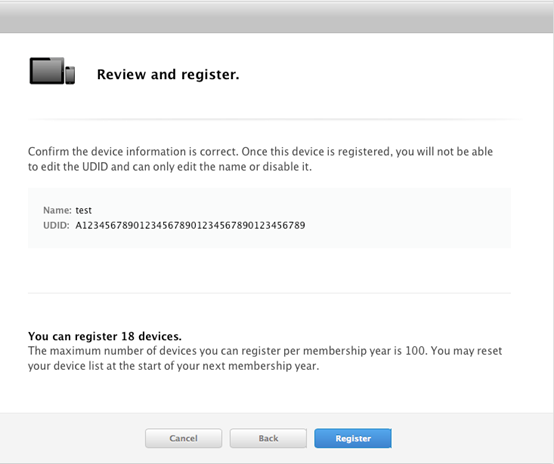 Review and register.
Confirm the device information is correct. Once this device is registered, you will not be able
to edit the UDID and can only edit the name or disable it.
Name: test
UDID: A123456789012345678901234567890123456789
You can register 18 devices.
The maximum number of devices you can register per membership year is 100. You may reset
your device list at the start of your next membership year.
Cancel Back Register